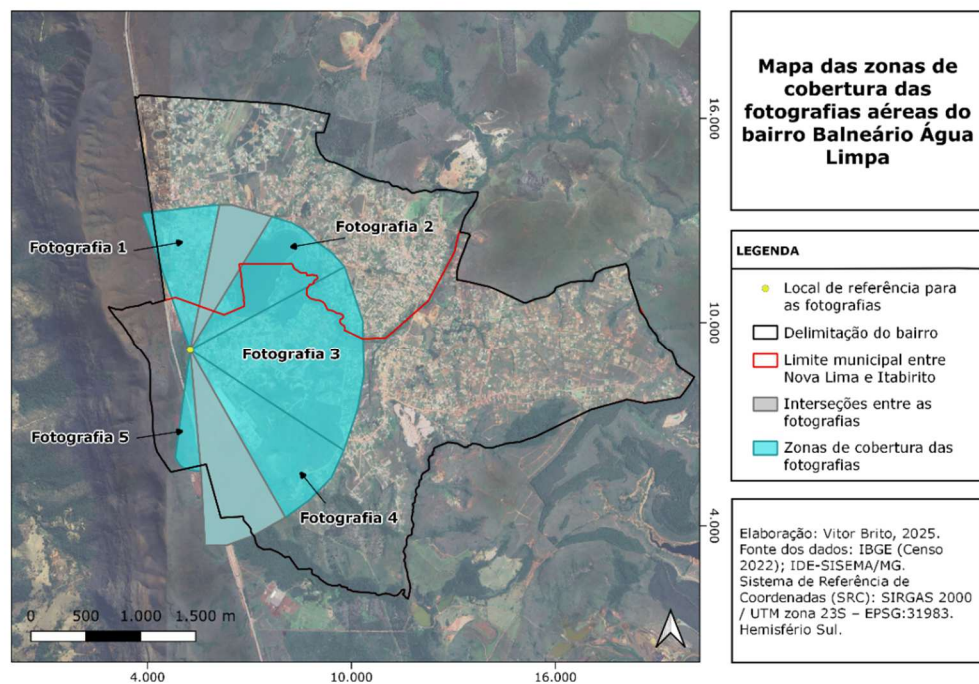 Mapa das zonas de
cobertura das
fotografias aéreas do
bairro Balneário Água
Limpa
Fotografia 1
Fotografia 2
Fotografia 3
Fotografia 5
Fotografia 4
0 500 1.000 1.500 m
4.000 10.000 16.000
16.000
10.000
4.000
LEGENDA
Local de referência para
as fotografias
Delimitação do bairro
Limite municipal entre
Nova Lima e Itabirito
Interseções entre as
fotografias
Zonas de cobertura das
fotografias
Elaboração: Vitor Brito, 2025.
Fonte dos dados: IBGE (Censo
2022); IDE-SISEMA/MG.
Sistema de Referência de
Coordenadas (SRC): SIRGAS 2000
/ UTM zona 23S – EPSG:31983.
Hemisfério Sul.